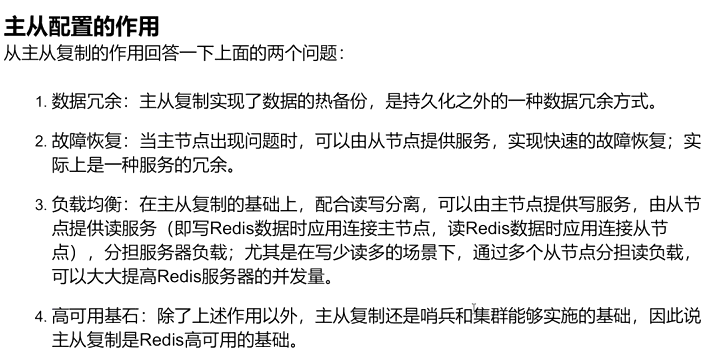 主从配置的作用
从主从复制的作用回答一下上面的两个问题：
1. 数据冗余：主从复制实现了数据的热备份，是持久化之外的一种数据冗余方式。
2. 故障恢复：当主节点出现问题时，可以由从节点提供服务，实现快速的故障恢复；实
际上是一种服务的冗余。
3. 负载均衡：在主从复制的基础上，配合读写分离，可以由主节点提供写服务，由从节
点提供读服务（即写Redis数据时应用连接主节点，读Redis数据时应用连接从节
点），分担服务器负载；尤其是在写少读多的场景下，通过多个从节点分担读负载，
可以大大提高Redis服务器的并发量。
4. 高可用基石：除了上述作用以外，主从复制还是哨兵和集群能够实施的基础，因此说
主从复制是Redis高可用的基础。